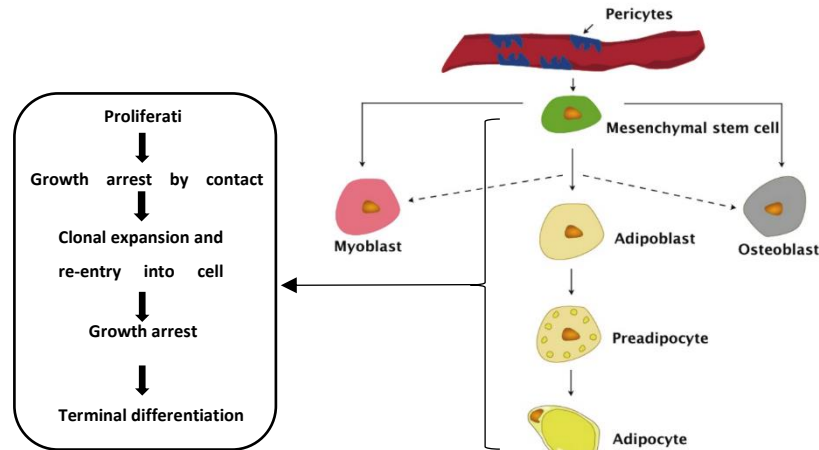 Pericytes
Mesenchymal stem cell
Myoblast
Adipoblast
Osteoblast
Preadipocyte
Adipocyte
Proliferati
Growth arrest by contact
Clonal expansion and
re-entry into cell
Growth arrest
Terminal differentiation